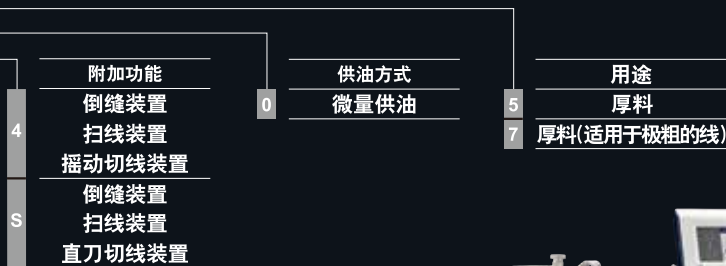 附加功能
4
倒缝装置
扫线装置
摇动切线装置
S
倒缝装置
扫线装置
直刀切线装置
供油方式
0
微量供油
用途
5
厚料
7
厚料(适用于极粗的线)